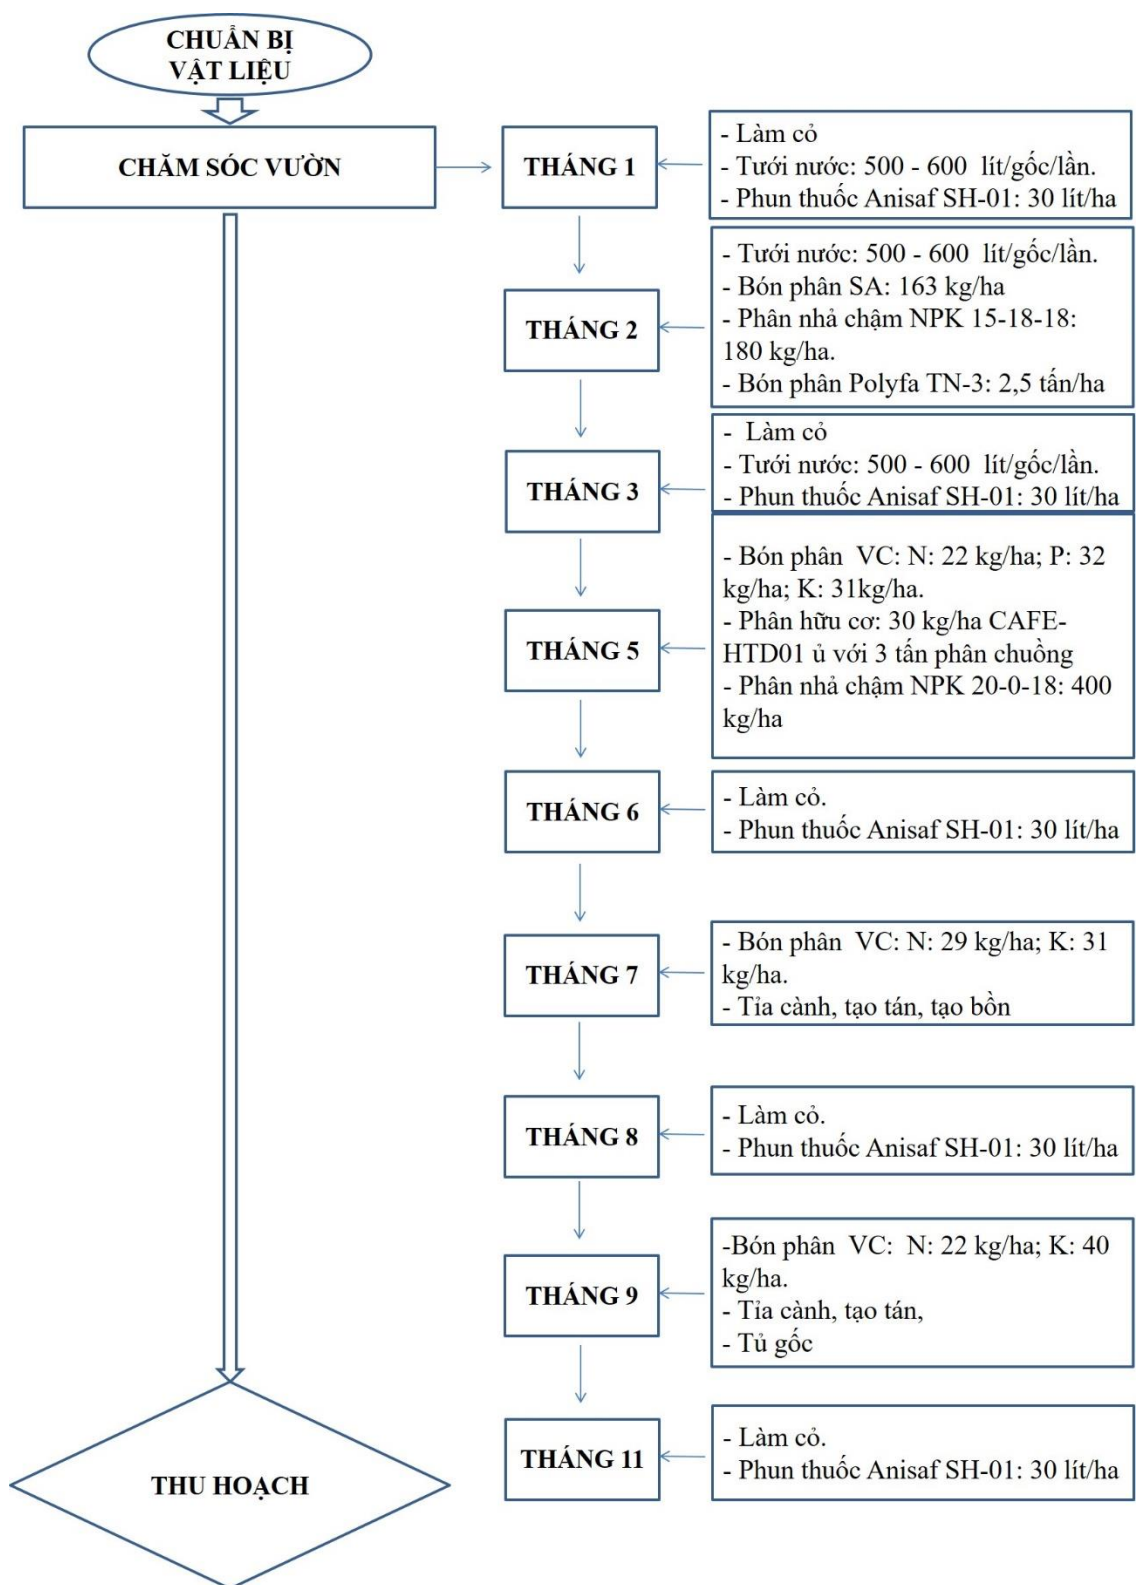 CHUẨN BỊ
VẬT LIỆU
CHĂM SÓC VƯỜN
THÁNG 1
- Làm cỏ
- Tưới nước: 500 - 600 lít/gốc/lần.
- Phun thuốc Anisaf SH-01: 30 lít/ha
THÁNG 2
- Tưới nước: 500 - 600 lít/gốc/lần.
- Bón phân SA: 163 kg/ha
- Phân nhả chậm NPK 15-18-18:
180 kg/ha.
- Bón phân Polyfa TN-3: 2,5 tấn/ha
THÁNG 3
- Làm cỏ
- Tưới nước: 500 - 600 lít/gốc/lần.
- Phun thuốc Anisaf SH-01: 30 lít/ha
THÁNG 5
- Bón phân VC: N: 22 kg/ha; P: 32
kg/ha; K: 31kg/ha.
- Phân hữu cơ: 30 kg/ha CAFE-
HTD01 ủ với 3 tấn phân chuồng
- Phân nhả chậm NPK 20-0-18: 400
kg/ha
THÁNG 6
- Làm cỏ.
- Phun thuốc Anisaf SH-01: 30 lít/ha
THÁNG 7
- Bón phân VC: N: 29 kg/ha; K: 31
kg/ha.
- Tỉa cành, tạo tán, tạo bồn
THÁNG 8
- Làm cỏ.
- Phun thuốc Anisaf SH-01: 30 lít/ha
THÁNG 9
-Bón phân VC: N: 22 kg/ha; K: 40
kg/ha.
- Tỉa cành, tạo tán,
- Tủ gốc
THÁNG 11
- Làm cỏ.
- Phun thuốc Anisaf SH-01: 30 lít/ha
THU HOẠCH